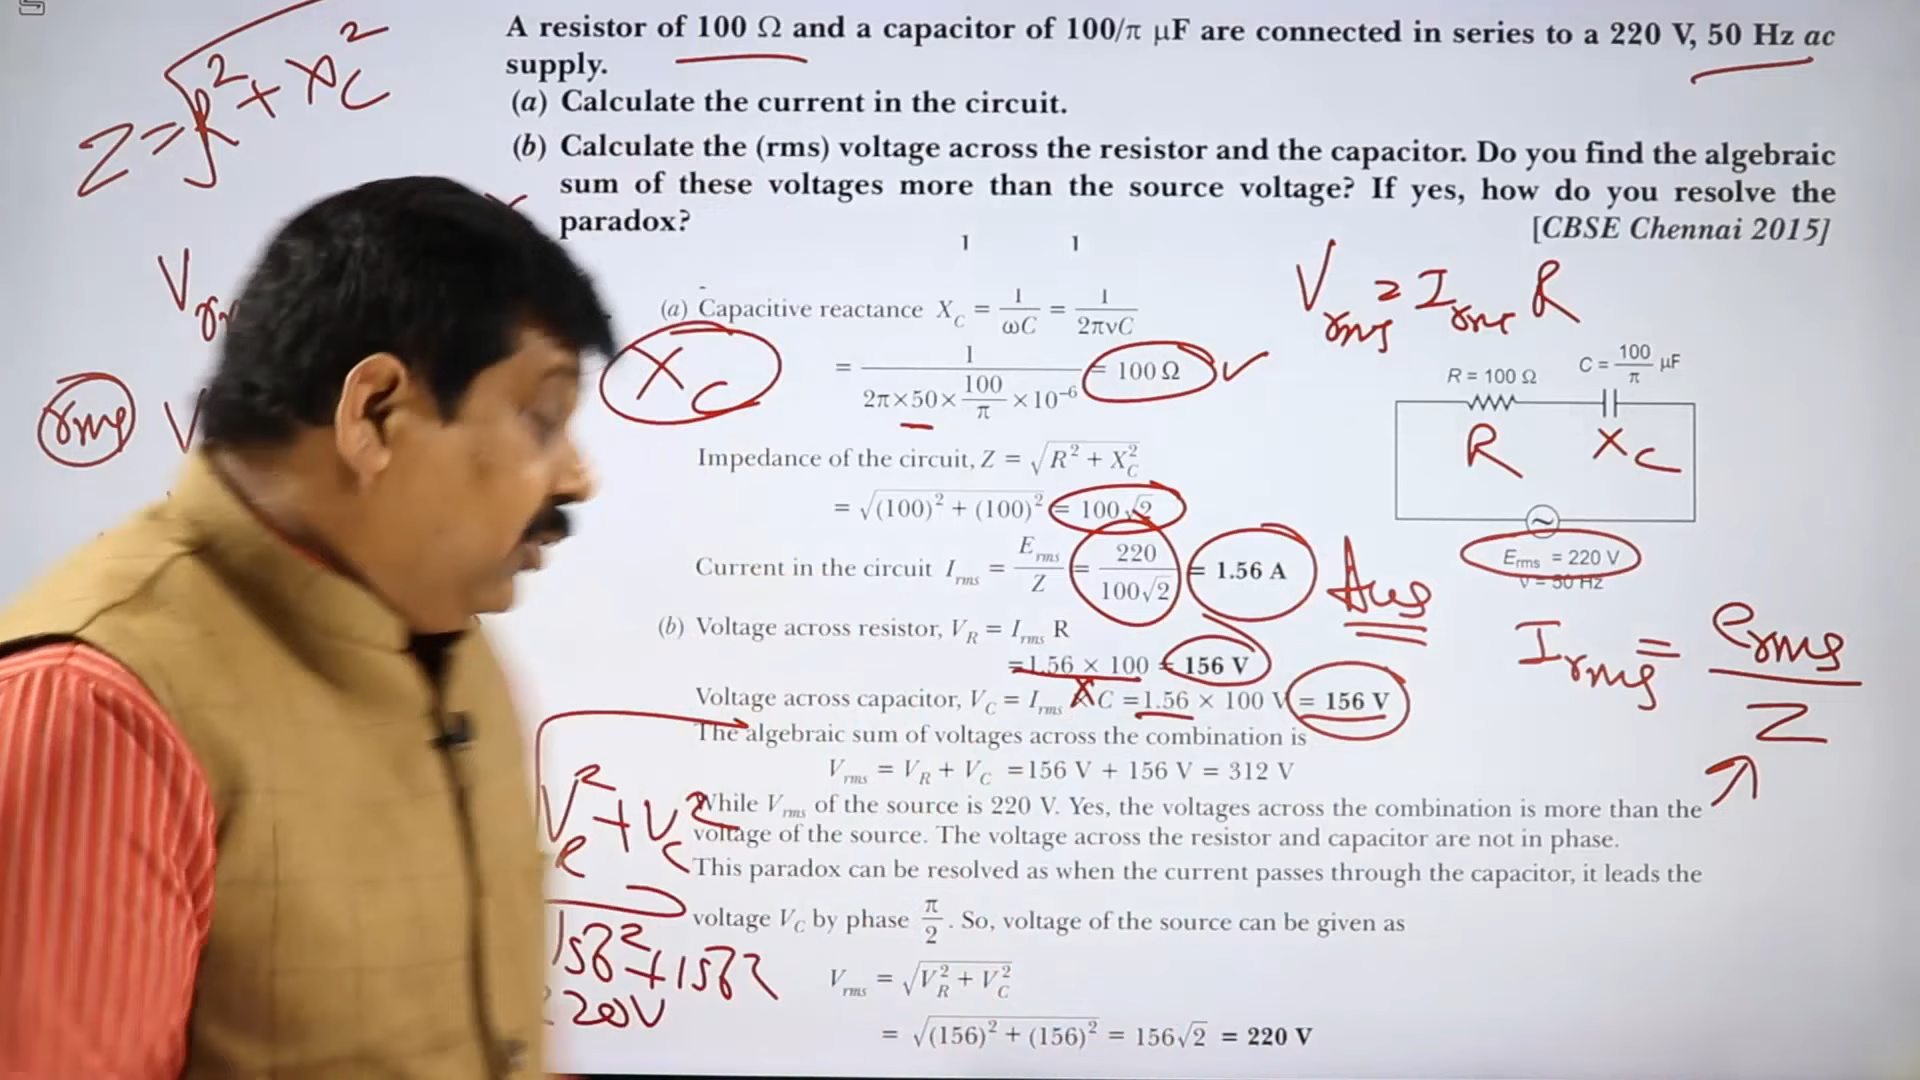 A resistor of 100 Ω and a capacitor of 100/π μF are connected in series to a 220 V, 50 Hz ac
supply.
(a) Calculate the current in the circuit.
(b) Calculate the (rms) voltage across the resistor and the capacitor. Do you find the algebraic
sum of these voltages more than the source voltage? If yes, how do you resolve the
paradox?
[CBSE Chennai 2015]
Z = √R² + X_C²
1 1
V_rms = I_rms R
(a) Capacitive reactance X_C = 1/ωC = 1/2πνC
X_C
= 1/(2π×50×100/π×10⁻⁶) = 100 Ω
rms V
R = 100 Ω
C = 100/π μF
R X_C
Impedance of the circuit, Z = √R² + X_C²
= √(100)² + (100)² = 100√2
Current in the circuit I_rms = E_rms/Z = 220/100√2 = 1.56 A
Ans
E_rms = 220 V
ν = 50 Hz
I_rms = e_rms/Z
(b) Voltage across resistor, V_R = I_rms R
= 1.56 × 100 = 156 V
Voltage across capacitor, V_C = I_rms XC = 1.56 × 100 V = 156 V
The algebraic sum of voltages across the combination is
V_rms = V_R + V_C = 156 V + 156 V = 312 V
While V_rms of the source is 220 V. Yes, the voltages across the combination is more than the
voltage of the source. The voltage across the resistor and capacitor are not in phase.
This paradox can be resolved as when the current passes through the capacitor, it leads the
voltage V_C by phase π/2. So, voltage of the source can be given as
V_R² + V_C²
156² + 156²
220V
V_rms = √V_R² + V_C²
= √(156)² + (156)² = 156√2 = 220 V